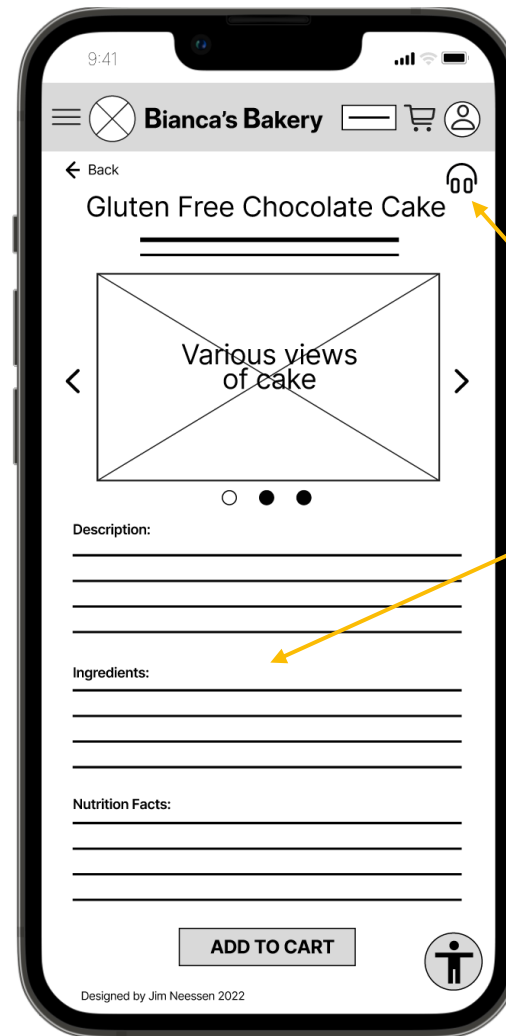 9:41
Bianca's Bakery
Back
Gluten Free Chocolate Cake
Various views
of cake
Description:
Ingredients:
Nutrition Facts:
ADD TO CART
Designed by Jim Neessen 2022